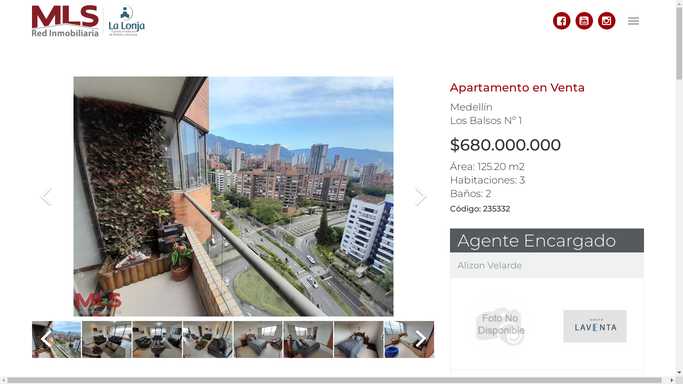 MLS
Red Inmobiliaria
La Lonja
Apartamento en Venta
Medellín
Los Balsos Nº 1
$680.000.000
Área: 125.20 m2
Habitaciones: 3
Baños: 2
Código: 235332
Agente Encargado
Alizon Velarde
Foto No
Disponible
LAVENTA
MLS